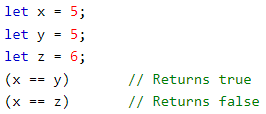 let x = 5;
let y = 5;
let z = 6;
(x == y)       // Returns true
(x == z)       // Returns false